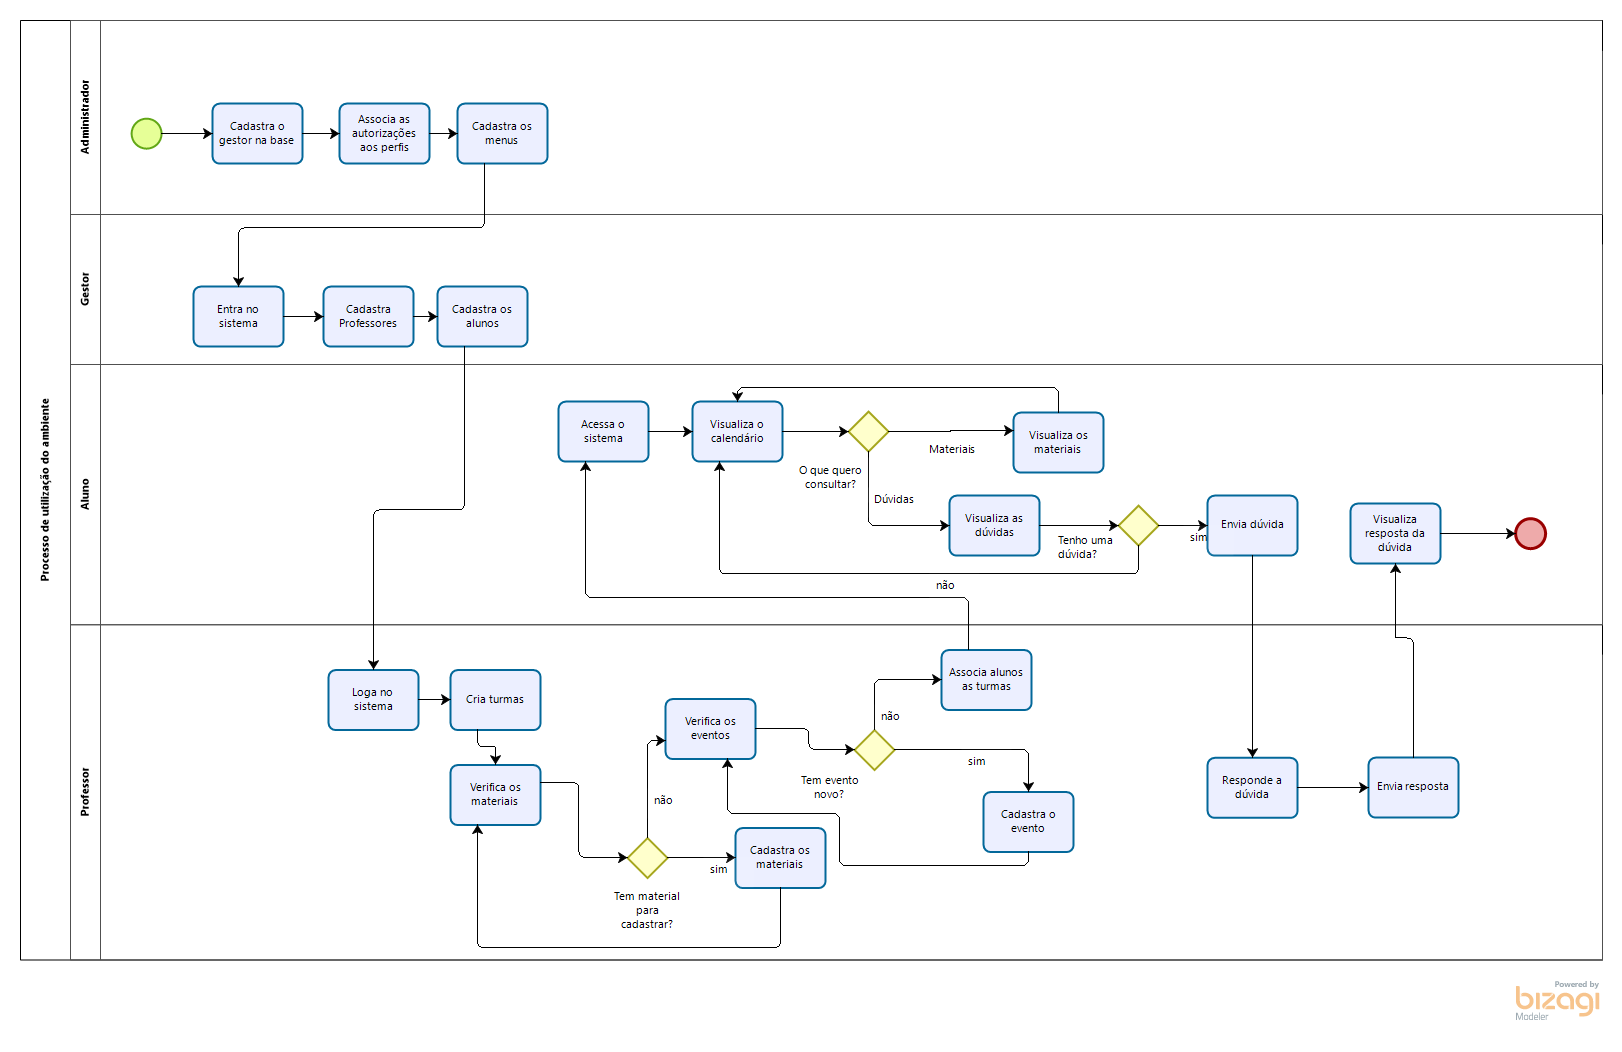 Processo de utilização do ambiente
Administrador
Cadastra o
gestor na base
Associa as
autorizações
aos perfis
Cadastra os
menus
Gestor
Entra no
sistema
Cadastra
Professores
Cadastra os
alunos
Aluno
Acessa o
sistema
Visualiza o
calendário
O que quero
consultar?
Materiais
Visualiza os
materiais
Dúvidas
Visualiza as
dúvidas
Tenho uma
dúvida?
sim
não
Envia dúvida
Visualiza
resposta da
dúvida
Professor
Loga no
sistema
Cria turmas
Verifica os
materiais
Tem material
para
cadastrar?
não
sim
Cadastra os
materiais
Verifica os
eventos
Tem evento
novo?
não
sim
Associa alunos
as turmas
Cadastra o
evento
Responde a
dúvida
Envia resposta
Powered by
bizagi
Modeler